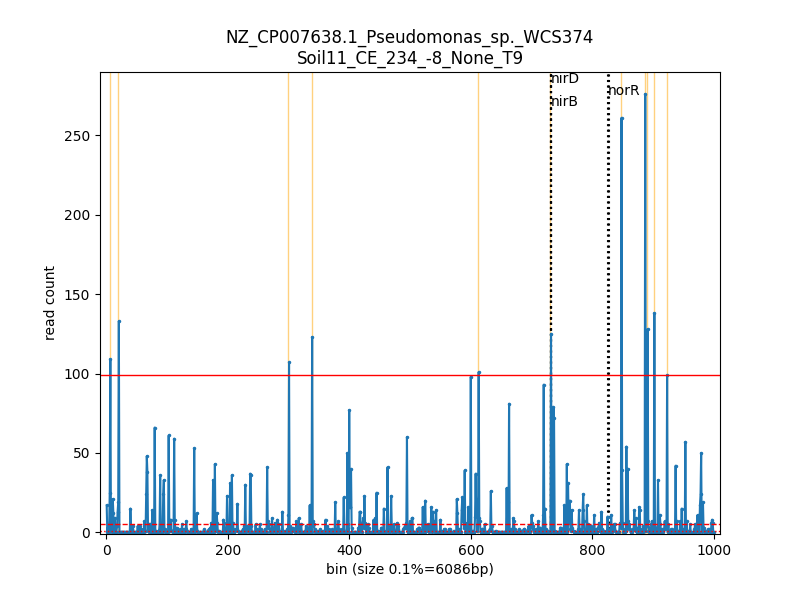 NZ_CP007638.1_Pseudomonas_sp._WCS374
Soil11_CE_234_-8_None_T9
nirD
norR
nirB
250
200
150
100
50
0
read count
0 200 400 600 800 1000
bin (size 0.1%=6086bp)